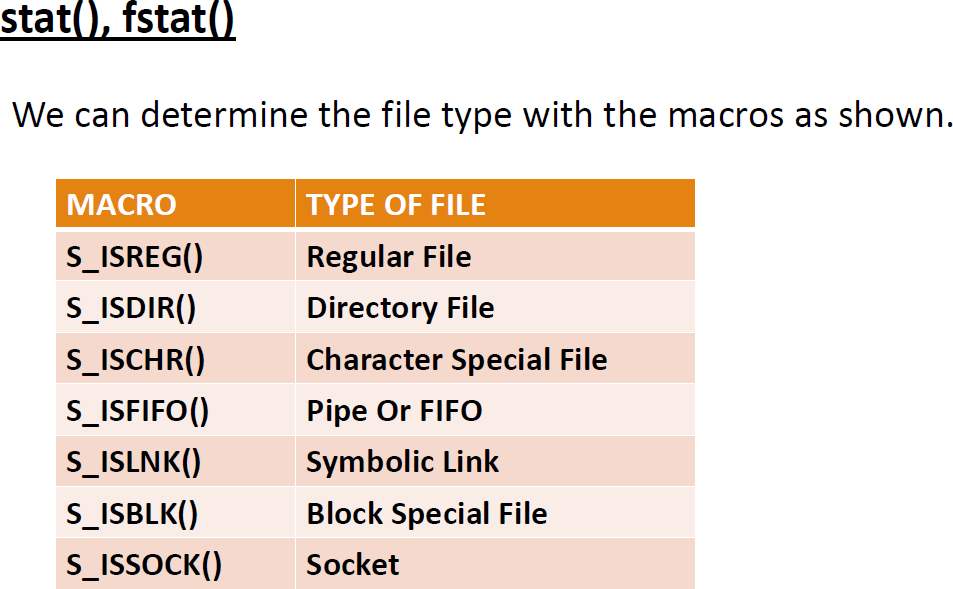 stat(), fstat()
We can determine the file type with the macros as shown.
MACRO TYPE OF FILE
S_ISREG() Regular File
S_ISDIR() Directory File
S_ISCHR() Character Special File
S_ISFIFO() Pipe Or FIFO
S_ISLNK() Symbolic Link
S_ISBLK() Block Special File
S_ISSOCK() Socket